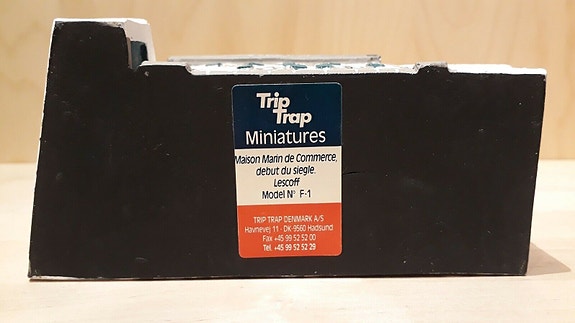 Trip
Trap
Miniatures
Maison Marin de Commerce,
debut du siegle.
Lescoff
Model N° F-1
TRIP TRAP DENMARK A/S
Havnevej 11 · DK-9560 Hadsund
Fax +45 99 52 52 00
Tel. +45 99 52 52 29